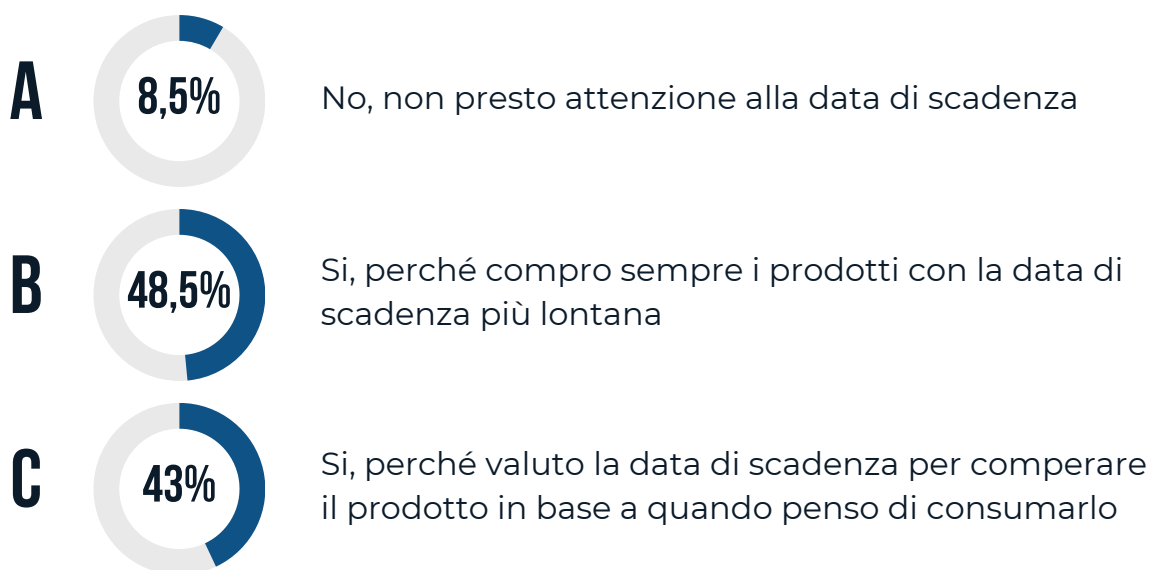 A
8,5%
No, non presto attenzione alla data di scadenza
B
48,5%
Si, perché compro sempre i prodotti con la data di
scadenza più lontana
C
43%
Si, perché valuto la data di scadenza per comperare
il prodotto in base a quando penso di consumarlo